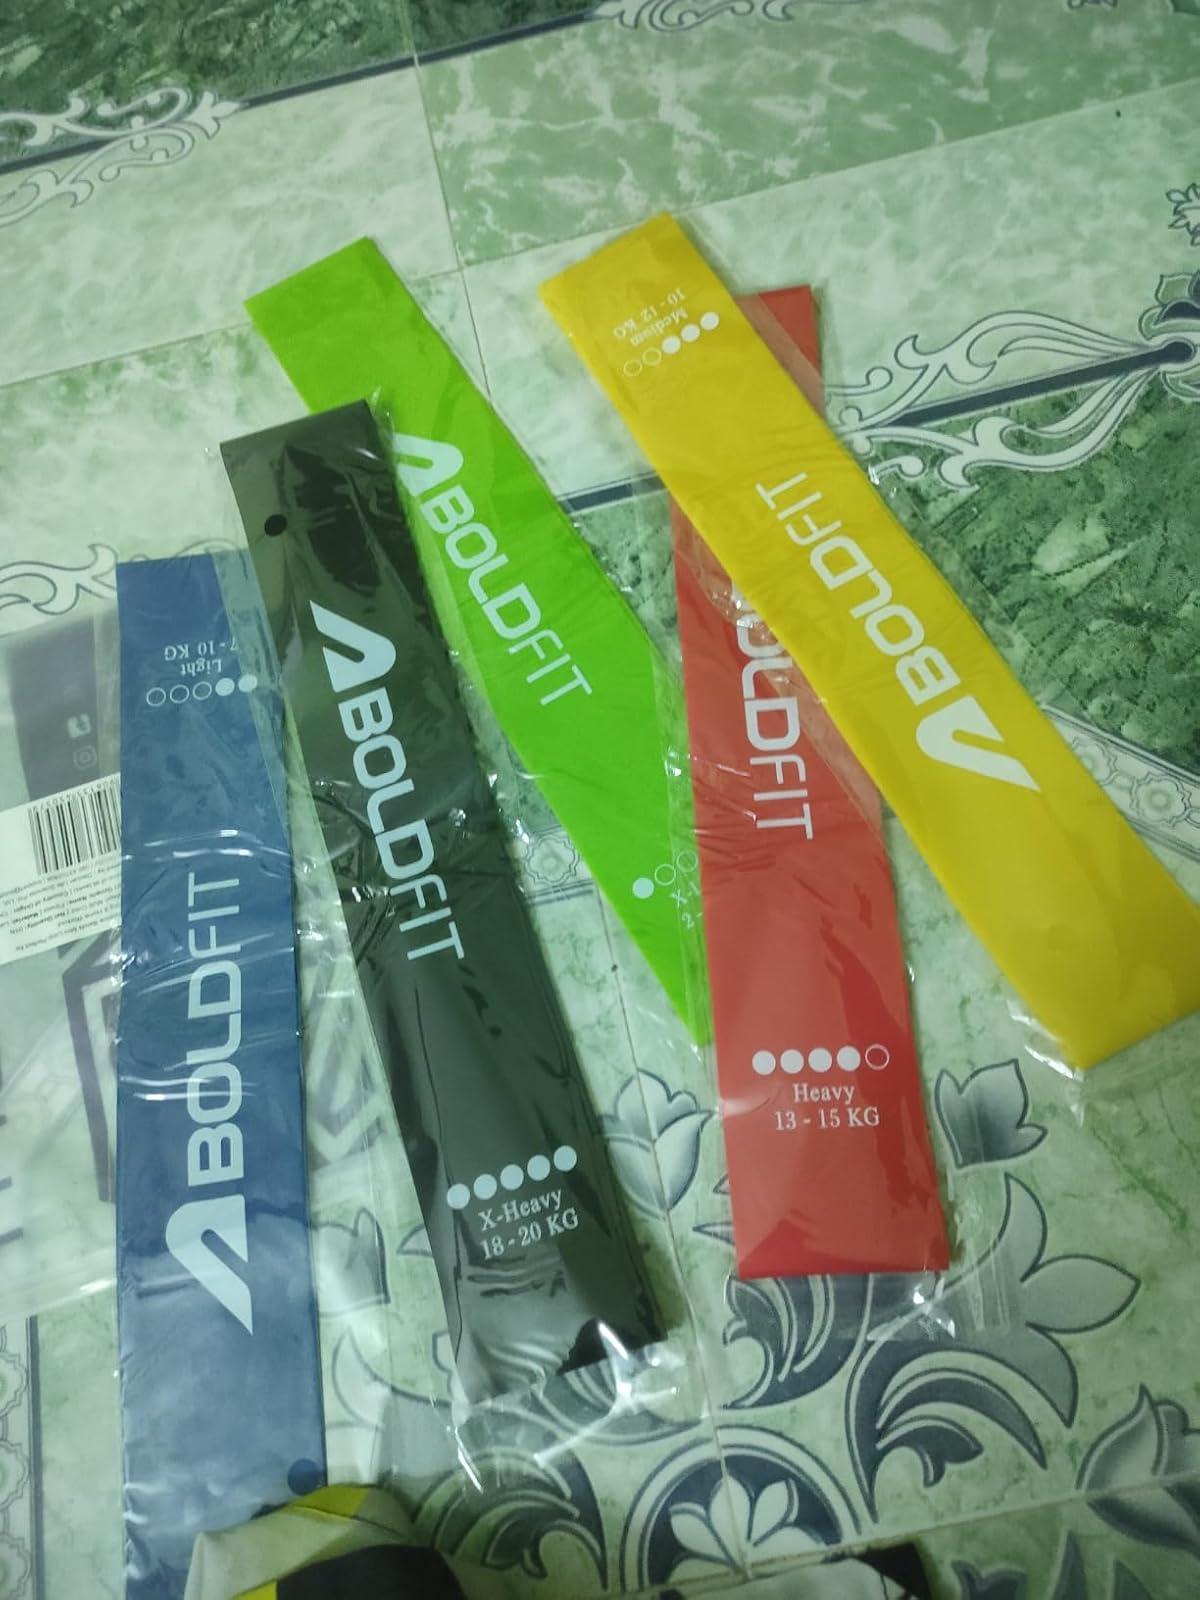 BOLDFIT
Medium
10 - 12 KG
BOLDFIT
BOLDFIT
Light
7 - 10 KG
BOLDFIT
X-Heavy
18 - 20 KG
OLDFIT
Heavy
13 - 15 KG
BOLDFIT